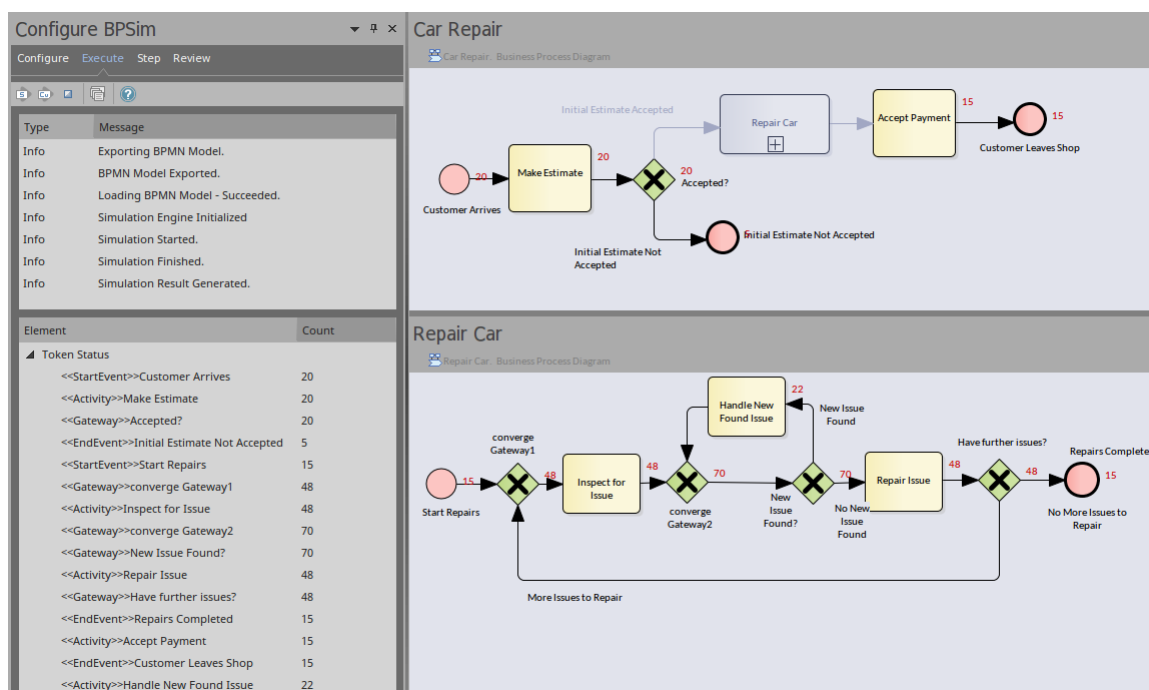 Configure BPSim
Configure Execute Step Review
Type Message
Info Exporting BPMN Model.
Info BPMN Model Exported.
Info Loading BPMN Model - Succeeded.
Info Simulation Engine Initialized
Info Simulation Started.
Info Simulation Finished.
Info Simulation Result Generated.
Element Count
Token Status
<<StartEvent>>Customer Arrives 20
<<Activity>>Make Estimate 20
<<Gateway>>Accepted? 20
<<EndEvent>>Initial Estimate Not Accepted 5
<<StartEvent>>Start Repairs 15
<<Gateway>>converge Gateway1 48
<<Activity>>Inspect for Issue 48
<<Gateway>>converge Gateway2 70
<<Gateway>>New Issue Found? 70
<<Activity>>Repair Issue 48
<<Gateway>>Have further issues? 48
<<EndEvent>>Repairs Completed 15
<<Activity>>Accept Payment 15
<<EndEvent>>Customer Leaves Shop 15
<<Activity>>Handle New Found Issue 22
Car Repair
Car Repair. Business Process Diagram
Initial Estimate Accepted
Repair Car
Accept Payment
15
15
Customer Leaves Shop
20
Make Estimate
20
20
Accepted?
Customer Arrives
Initial Estimate Not Accepted
Initial Estimate Not
Accepted
Repair Car
Repair Car. Business Process Diagram
Handle New
Found Issue
22
New Issue
Found
converge
Gateway1
Have further issues?
Repairs Complete
15
48
Inspect for
Issue
48
70
70
Repair Issue
48
48
15
Start Repairs
converge
Gateway2
New
Issue
Found?
No New
Issue
Found
No More Issues to
Repair
More Issues to Repair